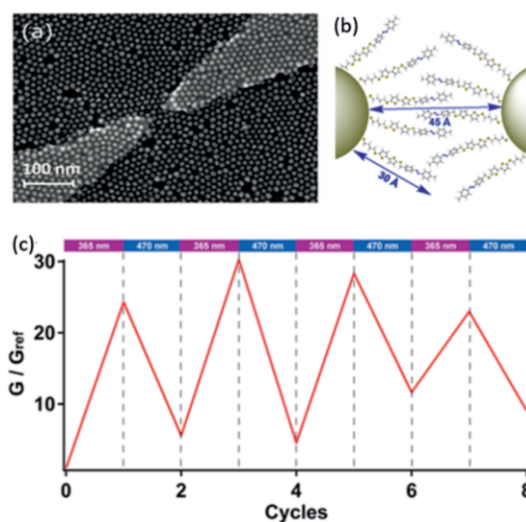 (a)
100 nm
(b)
45 Å
30 Å
(c)
365 nm 470 nm 365 nm 470 nm 365 nm 470 nm 365 nm 470 nm
30
20
10
G / Gref
0 2 4 6 8
Cycles